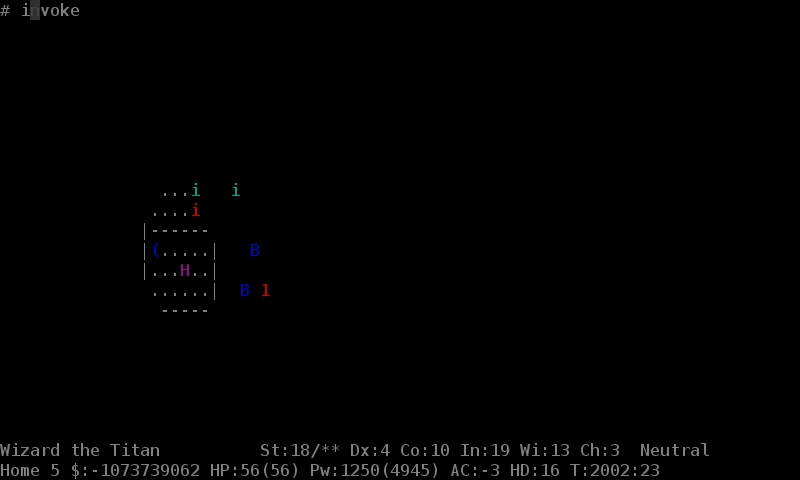 # invoke
...i i
....i
|------
|(.....| B
|...H..|
......| B 1
-----
Wizard the Titan St:18/** Dx:4 Co:10 In:19 Wi:13 Ch:3 Neutral
Home 5 $:-1073739062 HP:56(56) Pw:1250(4945) AC:-3 HD:16 T:2002:23